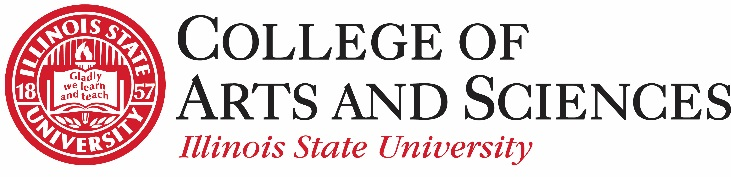 ILLINOIS STATE
Gladly
we learn
and teach
18 57
UNIVERSITY
COLLEGE OF
ARTS AND SCIENCES
Illinois State University